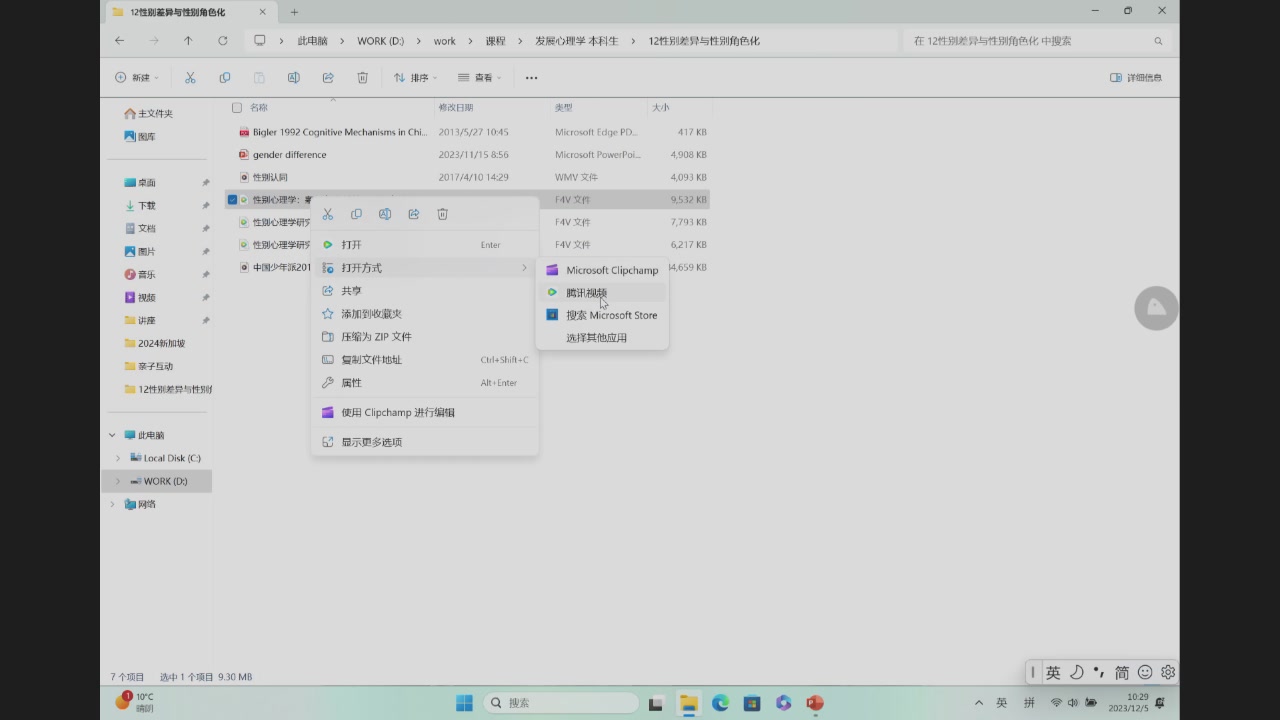 12性别差异与性别角色化
此电脑 > WORK (D:) > work > 课程 > 发展心理学 本科生 > 12性别差异与性别角色化
在 12性别差异与性别角色化 中搜索
新建
排序
查看
详细信息
名称 修改日期 类型 大小
Bigler 1992 Cognitive Mechanisms in Chi... 2013/5/27 10:45 Microsoft Edge PD... 417 KB
gender difference 2023/11/15 8:56 Microsoft PowerPoi... 4,908 KB
性别认同 2017/4/10 14:29 WMV 文件 4,093 KB
性别心理学: F4V 文件 9,532 KB
性别心理学研究 F4V 文件 7,793 KB
性别心理学研究 F4V 文件 6,217 KB
中国少年派201 4,659 KB
主文件夹
图库
桌面
下载
文档
图片
音乐
视频
讲座
2024新加坡
亲子互动
12性别差异与性别
此电脑
Local Disk (C:)
WORK (D:)
网络
打开 Enter
打开方式
共享
添加到收藏夹
压缩为 ZIP 文件
复制文件地址 Ctrl+Shift+C
属性 Alt+Enter
使用 Clipchamp 进行编辑
显示更多选项
Microsoft Clipchamp
腾讯视频
搜索 Microsoft Store
选择其他应用
7 个项目 选中 1 个项目 9.30 MB
英 简
1
10°C
晴朗
搜索
英 拼
10:29
2023/12/5